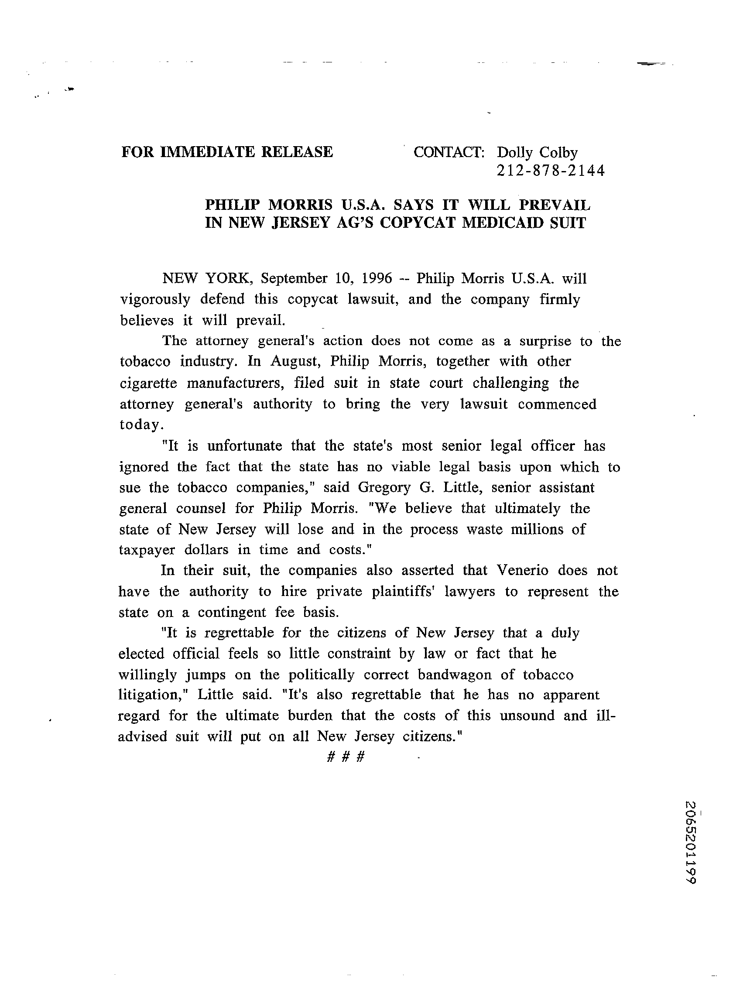 FOR IMMEDIATE RELEASE CONTACT: Dolly Colby
212-878-2144
PHILIP MORRIS U.S.A. SAYS IT WILL PREVAIL
IN NEW JERSEY AG'S COPYCAT MEDICAID SUIT
NEW YORK, September 10, 1996 -- Philip Morris U.S.A. will
vigorously defend this copycat lawsuit, and the company firmly
believes it will prevail.
The attorney general's action does not come as a surprise to the
tobacco industry. In August, Philip Morris, together with other
cigarette manufacturers, filed suit in state court challenging the
attorney general's authority to bring the very lawsuit commenced
today.
"It is unfortunate that the state's most senior legal officer has
ignored the fact that the state has no viable legal basis upon which to
sue the tobacco companies," said Gregory G. Little, senior assistant
general counsel for Philip Morris. "We believe that ultimately the
state of New Jersey will lose and in the process waste millions of
taxpayer dollars in time and costs."
In their suit, the companies also asserted that Venerio does not
have the authority to hire private plaintiffs' lawyers to represent the
state on a contingent fee basis.
"It is regrettable for the citizens of New Jersey that a duly
elected official feels so little constraint by law or fact that he
willingly jumps on the politically correct bandwagon of tobacco
litigation," Little said. "It's also regrettable that he has no apparent
regard for the ultimate burden that the costs of this unsound and ill-
advised suit will put on all New Jersey citizens."
# # #
2065201199